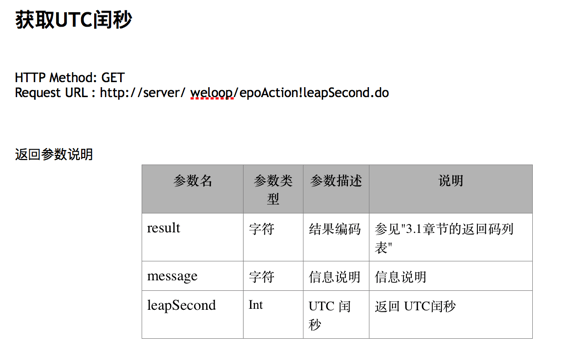 获取UTC闰秒
HTTP Method: GET
Request URL : http://server/ weloop/epoAction!leapSecond.do
返回参数说明
参数名 参数类型 参数描述 说明
result 字符 结果编码 参见"3.1章节的返回码列表"
message 字符 信息说明 信息说明
leapSecond Int UTC 闰秒 返回 UTC闰秒